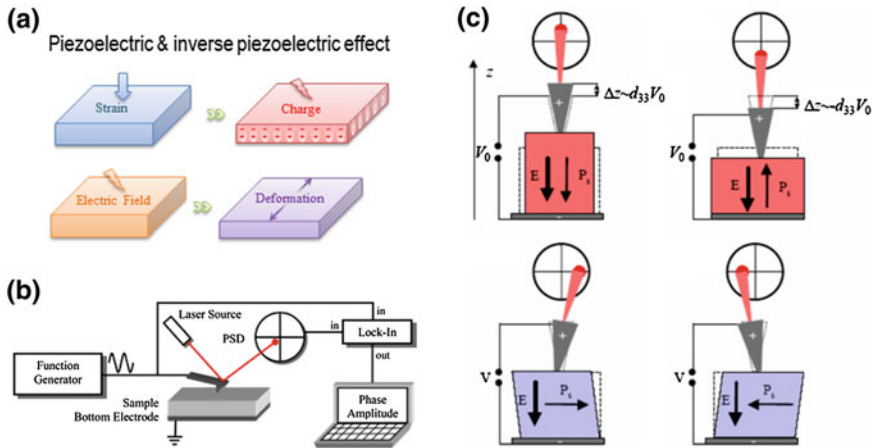 (a)
Piezoelectric & inverse piezoelectric effect
Strain
Charge
Electric Field
Deformation
(b)
Laser Source
PSD
in
in
Lock-In
out
Function
Generator
Sample
Bottom Electrode
Phase
Amplitude
(c)
z
Δz~d₃₃V₀
V₀
E
Pₛ
Δz~-d₃₃V₀
V₀
E
Pₛ
V
E
Pₛ
V
E
Pₛ